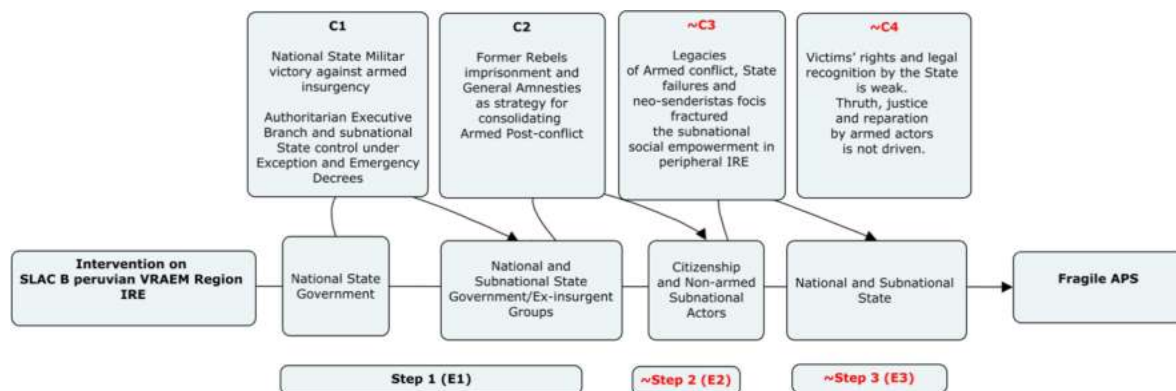 C1
National State Militar
victory against armed
insurgency
Authoritarian Executive
Branch and subnational
State control under
Exception and Emergency
Decrees
C2
Former Rebels
imprisonment and
General Amnesties
as strategy for
consolidating
Armed Post-conflict
~C3
Legacies
of Armed conflict, State
failures and
neo-senderistas focis
fractured
the subnational
social empowerment in
peripheral IRE
~C4
Victims' rights and legal
recognition by the State
is weak.
Thruth, justice
and reparation
by armed actors
is not driven.
Intervention on
SLAC B peruvian VRAEM Region
IRE
National State
Government
National and
Subnational State
Government/Ex-insurgent
Groups
Citizenship
and Non-armed
Subnational
Actors
National and Subnational
State
Fragile APS
Step 1 (E1)
~Step 2 (E2)
~Step 3 (E3)